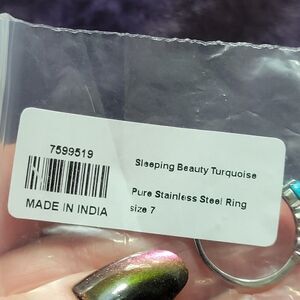 7599519
MADE IN INDIA
Sleeping Beauty Turquoise
Pure Stainless Steel Ring
size 7